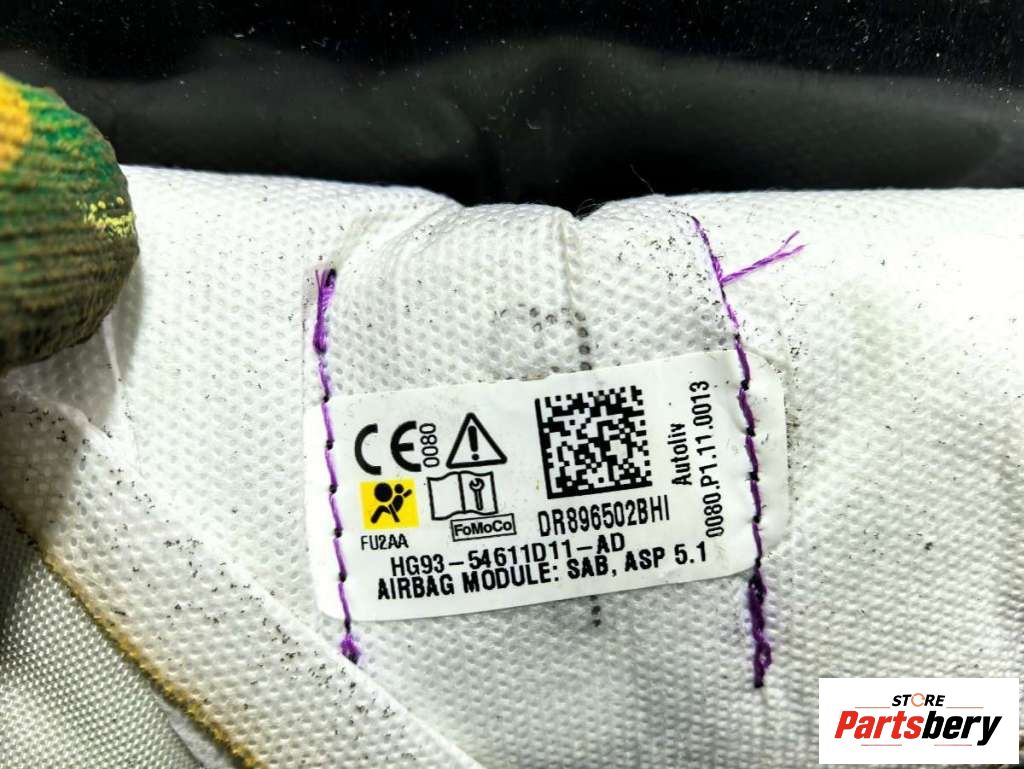 CE 0080
FU2AA
FoMoCo
DR896502BHI
Autoliv
0080.P1.11.0013
HG93-54611D11-AD
AIRBAG MODULE: SAB, ASP 5.1
STORE
Partsbery